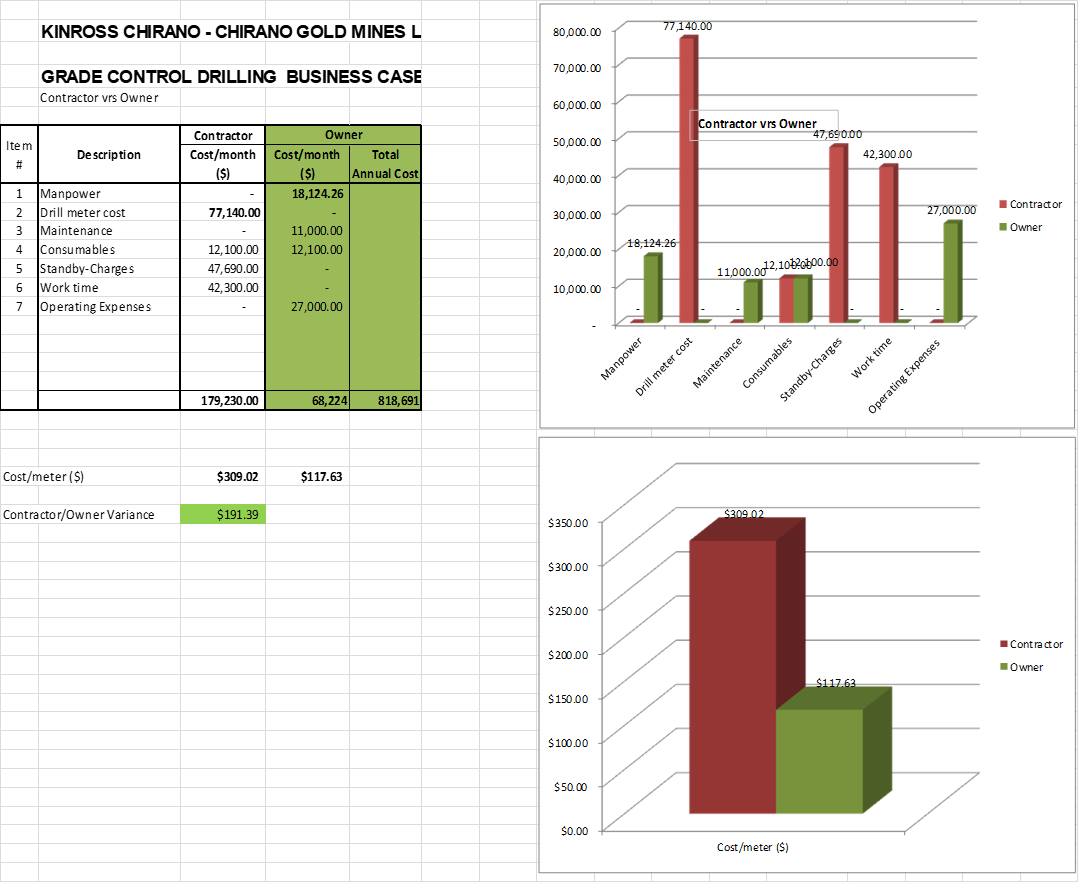 KINROSS CHIRANO - CHIRANO GOLD MINES L
GRADE CONTROL DRILLING BUSINESS CASE
Contractor vrs Owner
Item # Description Contractor Cost/month ($) Owner Cost/month ($) Total Annual Cost
1 Manpower - 18,124.26
2 Drill meter cost 77,140.00 -
3 Maintenance - 11,000.00
4 Consumables 12,100.00 12,100.00
5 Standby-Charges 47,690.00 -
6 Work time 42,300.00 -
7 Operating Expenses - 27,000.00
179,230.00 68,224 818,691
Cost/meter ($) $309.02 $117.63
Contractor/Owner Variance $191.39
Contractor vrs Owner
80,000.00
70,000.00
60,000.00
50,000.00
40,000.00
30,000.00
20,000.00
10,000.00
-
- 18,124.26
77,140.00 -
- 11,000.00
12,100.00 12,100.00
47,690.00 -
42,300.00 -
- 27,000.00
Manpower
Drill meter cost
Maintenance
Consumables
Standby-Charges
Work time
Operating Expenses
Contractor
Owner
$350.00
$300.00
$250.00
$200.00
$150.00
$100.00
$50.00
$0.00
$309.02
$117.63
Cost/meter ($)
Contractor
Owner